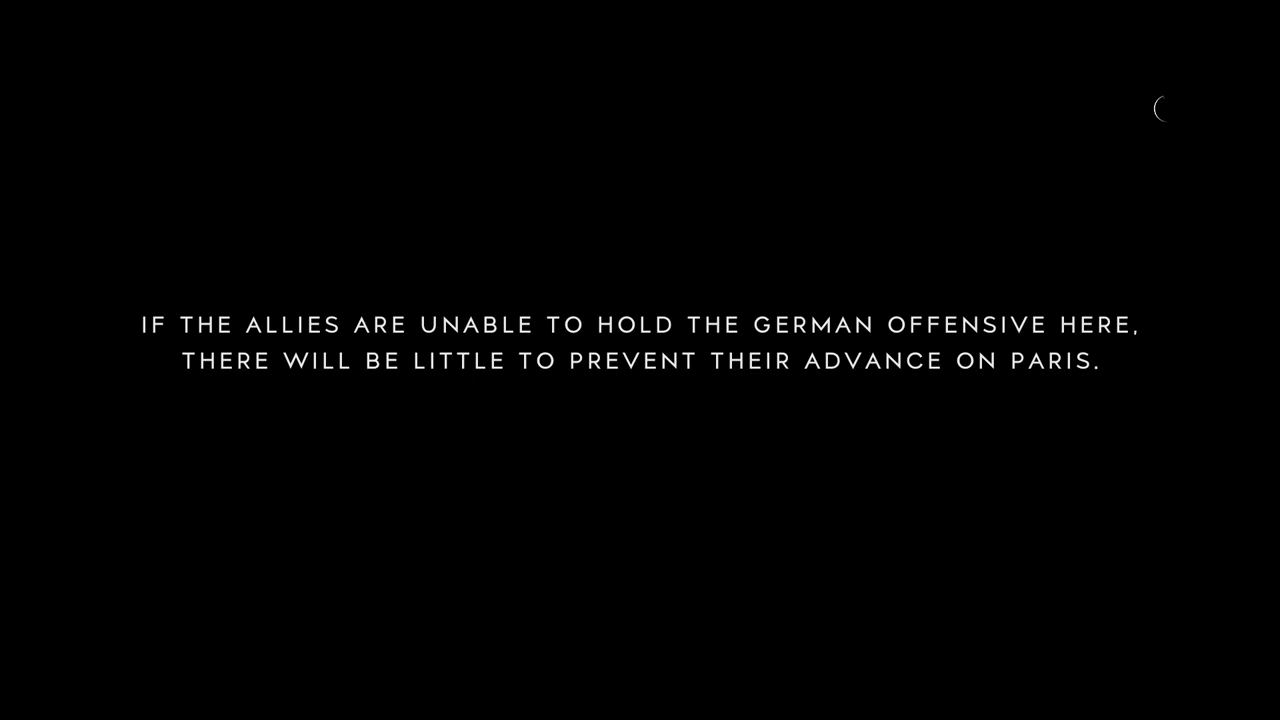 IF THE ALLIES ARE UNABLE TO HOLD THE GERMAN OFFENSIVE HERE,
THERE WILL BE LITTLE TO PREVENT THEIR ADVANCE ON PARIS.